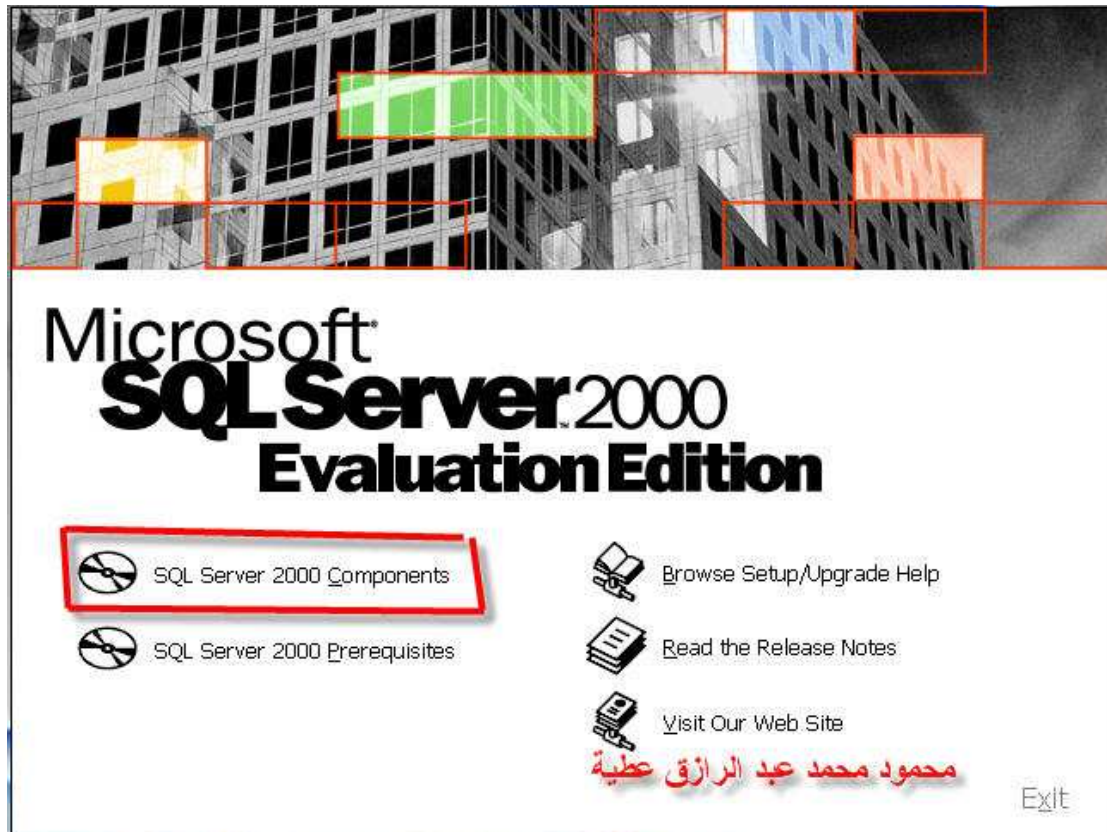 Microsoft®
SQL Server™ 2000
Evaluation Edition
SQL Server 2000 Components
SQL Server 2000 Prerequisites
Browse Setup/Upgrade Help
Read the Release Notes
Visit Our Web Site
محمود محمد عبد الرازق عطية
Exit